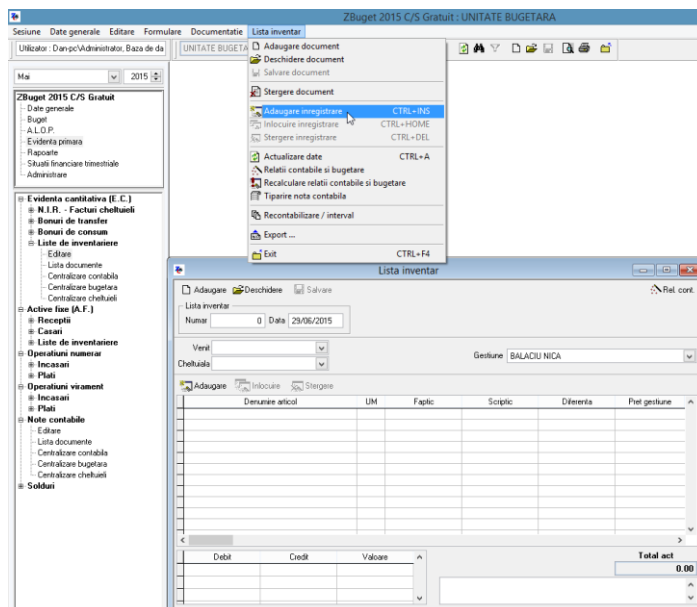 ZBuget 2015 C/S Gratuit : UNITATE BUGETARA
Sesiune Date generale Editare Formulare Documentatie Lista inventar
Utilizator : Dan-pc\Administrator, Baza de da
UNITATE BUGETA
Adaugare document
Deschidere document
Salvare document
Stergere document
Adaugare inregistrare CTRL+INS
Inlocuire inregistrare CTRL+HOME
Stergere inregistrare CTRL+DEL
Actualizare date CTRL+A
Relatii contabile si bugetare
Recalculare relatii contabile si bugetare
Tiparire nota contabila
Recontabilizare / interval
Export ...
Exit CTRL+F4
Mai 2015
ZBuget 2015 C/S Gratuit
Date generale
Buget
A.L.O.P.
Evidenta primara
Rapoarte
Situatii financiare trimestriale
Administrare
Evidenta cantitativa (E.C.)
N.I.R. - Facturi cheltuieli
Bonuri de transfer
Bonuri de consum
Liste de inventariere
Editare
Lista documente
Centralizare contabila
Centralizare bugetara
Centralizare cheltuieli
Active fixe (A.F.)
Receptii
Casari
Liste de inventariere
Operatiuni numerar
Incasari
Plati
Operatiuni virament
Incasari
Plati
Note contabile
Editare
Lista documente
Centralizare contabila
Centralizare bugetara
Centralizare cheltuieli
Solduri
Lista inventar
Adaugare Deschidere Salvare Rel. cont.
Lista inventar
Numar 0 Data 29/06/2015
Venit
Cheltuiala
Gestiune BALACIU NICA
Adaugare Inlocuire Stergere
Denumire articol UM Faptic Scriptic Diferenta Pret gestiune
Debit Credit Valoare
Total act
0.00